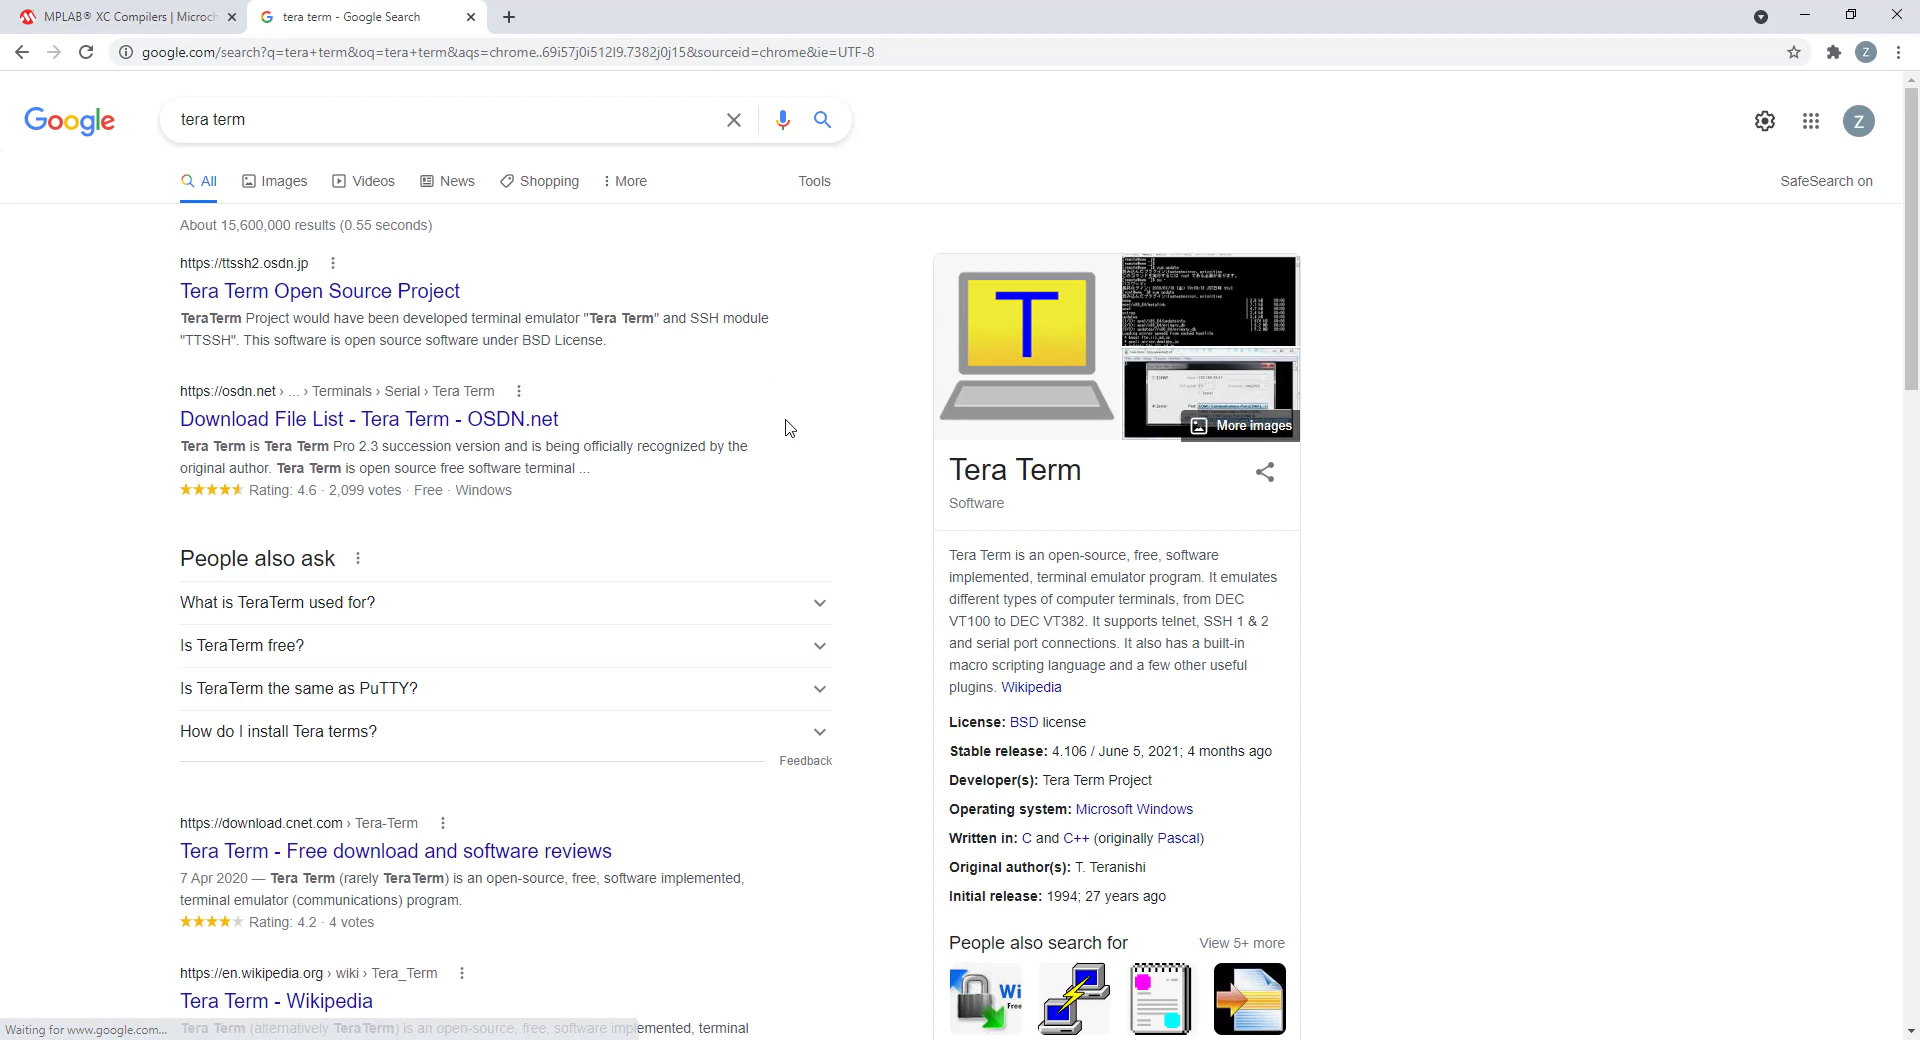 MPLAB® XC Compilers | Microch
tera term - Google Search
google.com/search?q=tera+term&oq=tera+term&aqs=chrome..69i57j0i512l9.7382j0j15&sourceid=chrome&ie=UTF-8
Z
Google
tera term
Z
All
Images
Videos
News
Shopping
More
Tools
SafeSearch on
About 15,600,000 results (0.55 seconds)
https://ttssh2.osdn.jp
Tera Term Open Source Project
TeraTerm Project would have been developed terminal emulator "Tera Term" and SSH module
"TTSSH". This software is open source software under BSD License.
https://osdn.net › ... › Terminals › Serial › Tera Term
Download File List - Tera Term - OSDN.net
Tera Term is Tera Term Pro 2.3 succession version and is being officially recognized by the
original author. Tera Term is open source free software terminal ...
Rating: 4.6 · 2,099 votes · Free · Windows
People also ask
What is TeraTerm used for?
Is TeraTerm free?
Is TeraTerm the same as PuTTY?
How do I install Tera terms?
Feedback
https://download.cnet.com › Tera-Term
Tera Term - Free download and software reviews
7 Apr 2020 — Tera Term (rarely TeraTerm) is an open-source, free, software implemented,
terminal emulator (communications) program.
Rating: 4.2 · 4 votes
https://en.wikipedia.org › wiki › Tera_Term
Tera Term - Wikipedia
Tera Term (alternatively TeraTerm) is an open-source, free, software implemented, terminal
Waiting for www.google.com...
T
More images
Tera Term
Software
Tera Term is an open-source, free, software
implemented, terminal emulator program. It emulates
different types of computer terminals, from DEC
VT100 to DEC VT382. It supports telnet, SSH 1 & 2
and serial port connections. It also has a built-in
macro scripting language and a few other useful
plugins. Wikipedia
License: BSD license
Stable release: 4.106 / June 5, 2021; 4 months ago
Developer(s): Tera Term Project
Operating system: Microsoft Windows
Written in: C and C++ (originally Pascal)
Original author(s): T. Teranishi
Initial release: 1994; 27 years ago
People also search for
View 5+ more
Wi
Free